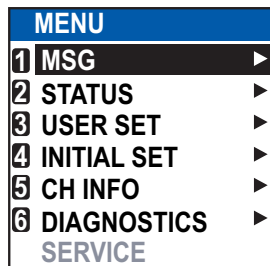 MENU
1 MSG ▶
2 STATUS ▶
3 USER SET ▶
4 INITIAL SET ▶
5 CH INFO ▶
6 DIAGNOSTICS ▶
SERVICE